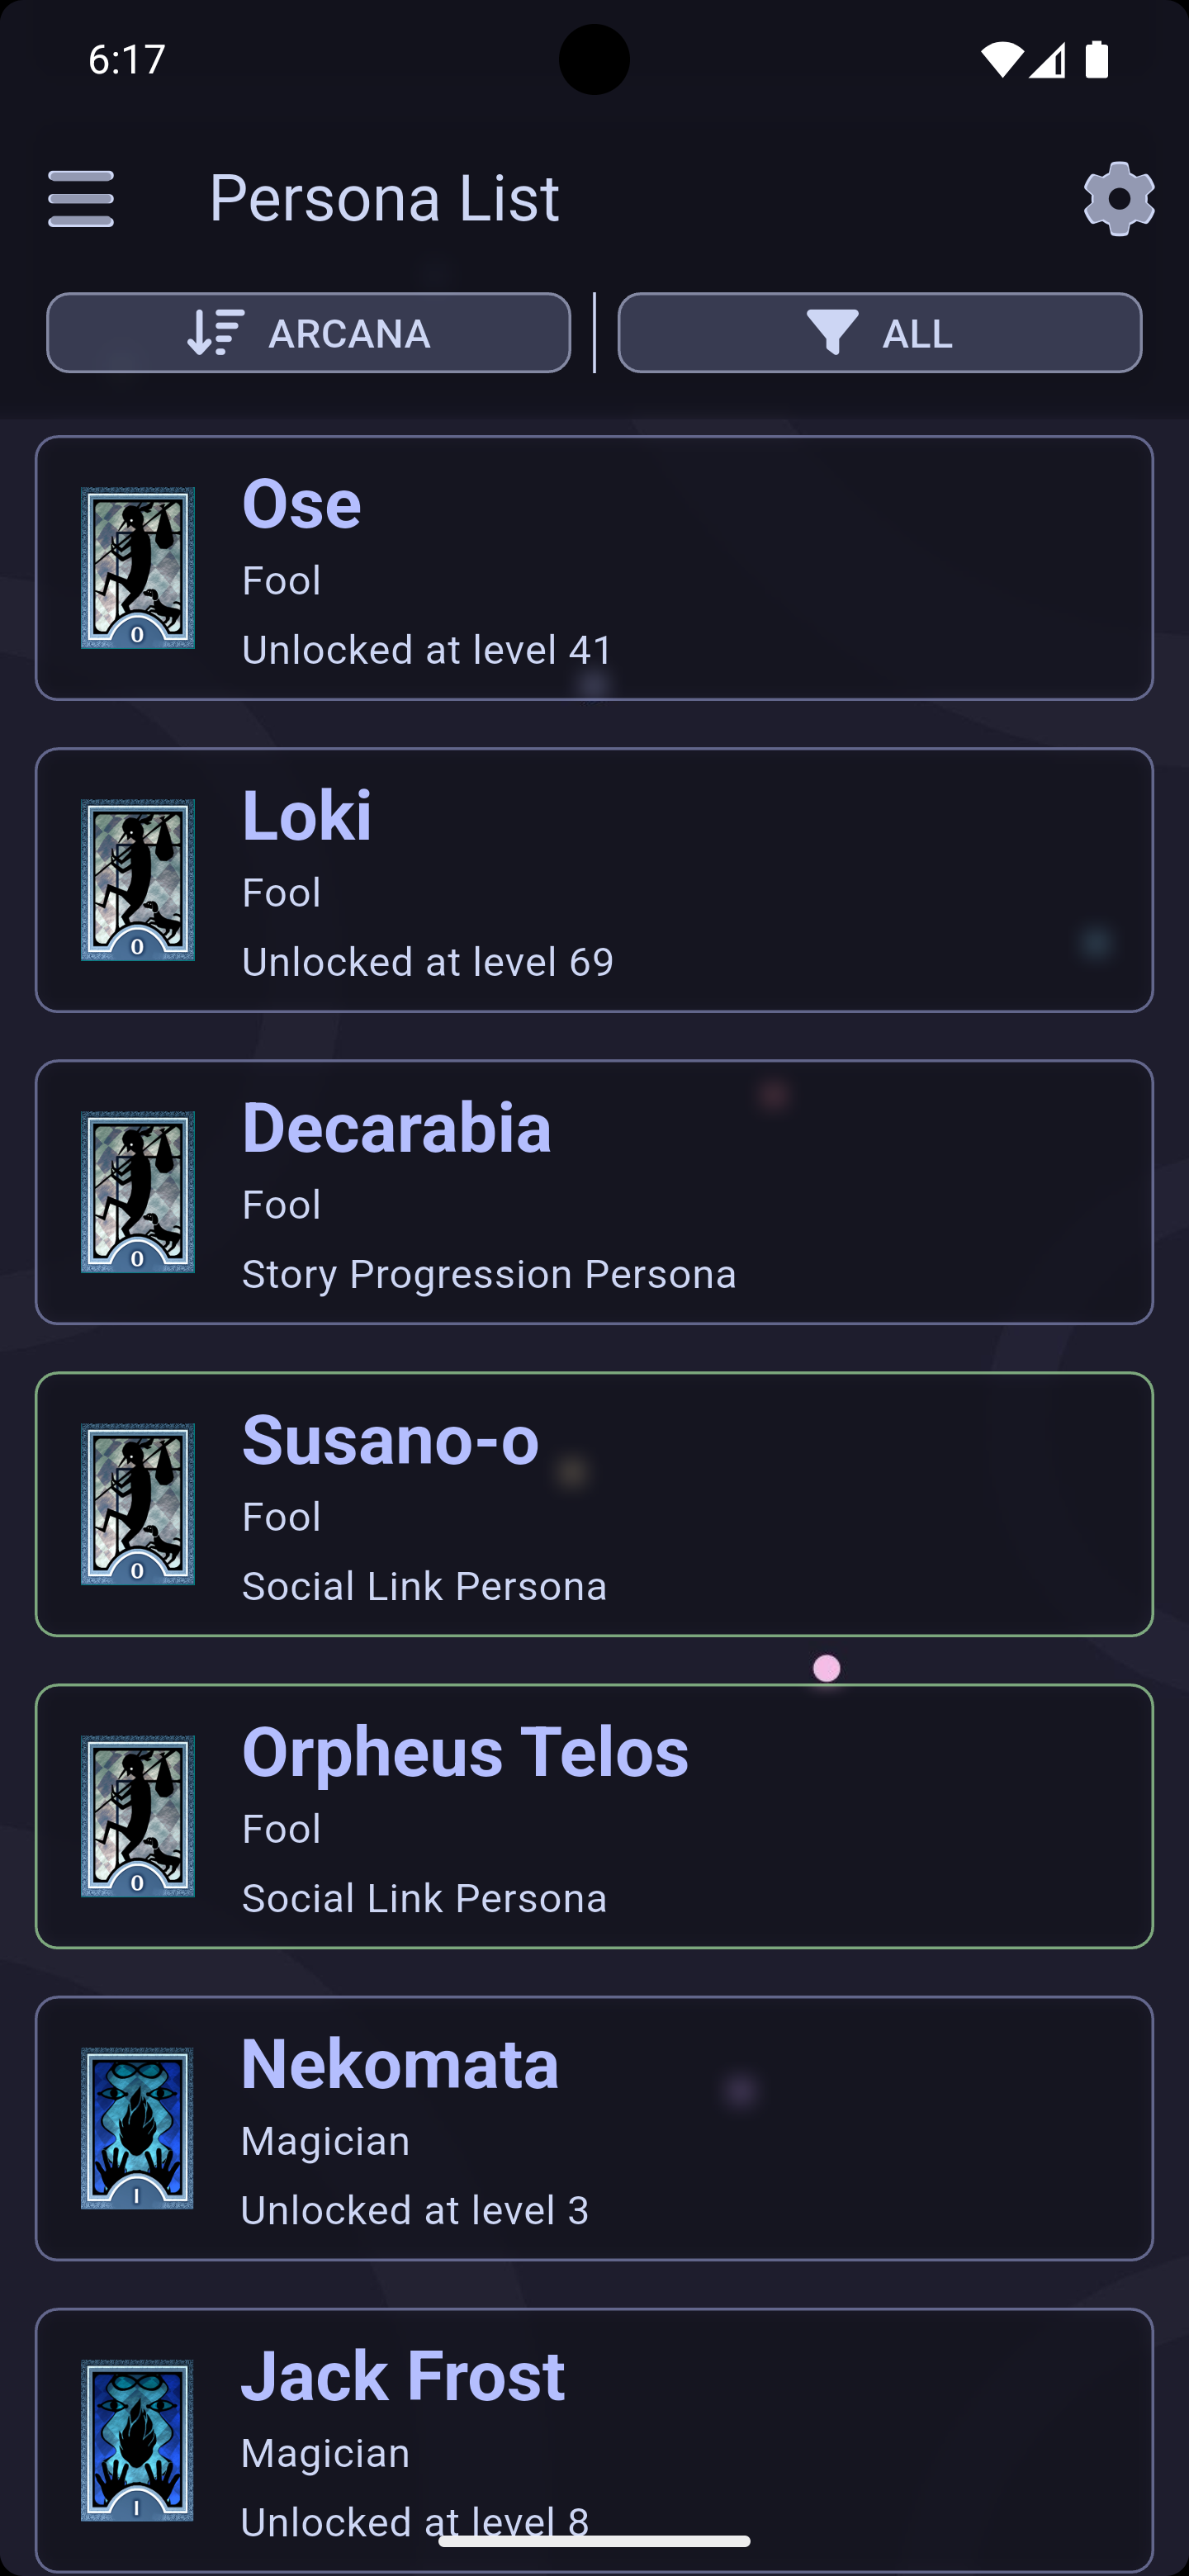 6:17
Persona List
ARCANA
ALL
Ose
Fool
Unlocked at level 41
0
Loki
Fool
Unlocked at level 69
0
Decarabia
Fool
Story Progression Persona
0
Susano-o
Fool
Social Link Persona
0
Orpheus Telos
Fool
Social Link Persona
0
Nekomata
Magician
Unlocked at level 3
I
Jack Frost
Magician
Unlocked at level 8
I